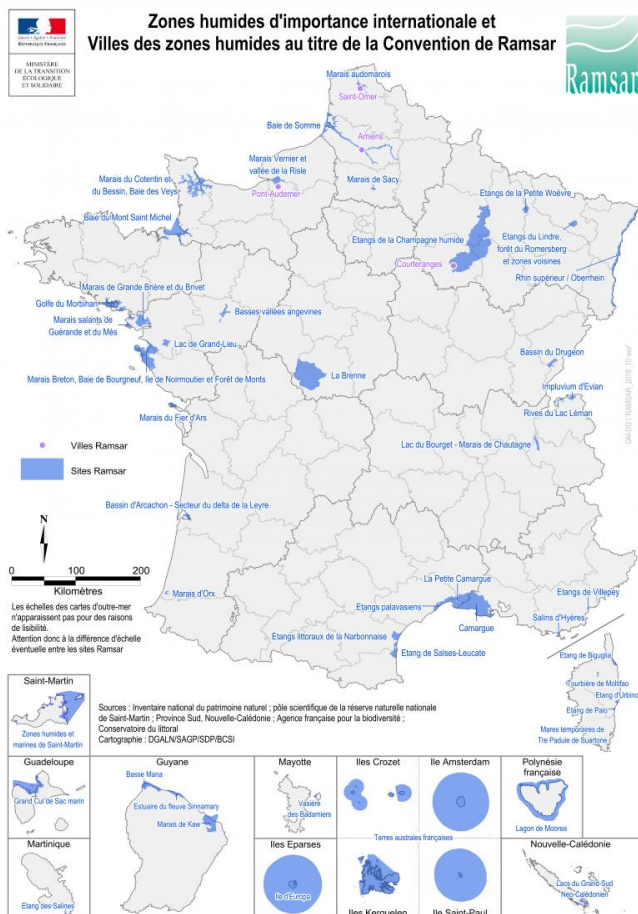 Zones humides d'importance internationale et
Villes des zones humides au titre de la Convention de Ramsar
RÉPUBLIQUE FRANÇAISE
MINISTÈRE
DE LA TRANSITION
ÉCOLOGIQUE
ET SOLIDAIRE
Ramsar
Marais audomarois
Saint-Omer
Baie de Somme
Amiens
Marais Vernier et
vallée de la Risle
Marais de Sacy
Pont-Audemer
Marais du Cotentin et
du Bessin, Baie des Veys
Baie du Mont Saint Michel
Etangs de la Petite Woëvre
Etangs de la Champagne humide
Etangs du Lindre,
forêt du Romersberg
et zones voisines
Courteranges
Rhin supérieur / Oberrhein
Marais de Grande Brière et du Brivet
Golfe du Morbihan
Basses vallées angevines
Marais salants de
Guérande et du Més
Lac de Grand-Lieu
Bassin du Drugeon
Marais Breton, Baie de Bourgneuf, Ile de Noirmoutier et Forêt de Monts
La Brenne
Impluvium d'Evian
Rives du Lac Léman
Marais du Fier d'Ars
Lac du Bourget - Marais de Chautagne
Villes Ramsar
Sites Ramsar
Bassin d'Arcachon - Secteur du delta de la Leyre
N
0 100 200
Kilomètres
Les échelles des cartes d'outre-mer
n'apparaissent pas pour des raisons
de lisibilité.
Attention donc à la différence d'échelle
éventuelle entre les sites Ramsar
Marais d'Orx
La Petite Camargue
Etangs palavasiens
Camargue
Etangs de Villepey
Salins d'Hyères
Etangs littoraux de la Narbonnaise
Etang de Salses-Leucate
Etang de Biguglia
Tourbière de Moltifao
Etang d'Urbino
Etang de Palo
Mares temporaires de
Tre Padule de Suartone
Saint-Martin
Zones humides et
marines de Saint-Martin
Sources : Inventaire national du patrimoine naturel ; pôle scientifique de la réserve naturelle nationale
de Saint-Martin ; Province Sud, Nouvelle-Calédonie ; Agence française pour la biodiversité ;
Conservatoire du littoral
Cartographie : DGALN/SAGP/SDP/BCSI
Guadeloupe
Grand Cul de Sac marin
Martinique
Etang des Salines
Guyane
Basse Mana
Estuaire du fleuve Sinnamary
Marais de Kaw
Mayotte
Vasière
des Badamiers
Iles Eparses
Ile d'Europa
Iles Crozet
Ile Amsterdam
Terres australes françaises
Iles Kerguelen
Ile Saint-Paul
Polynésie
française
Lagon de Moorea
Nouvelle-Calédonie
Lacs du Grand Sud
Néo-Calédonien